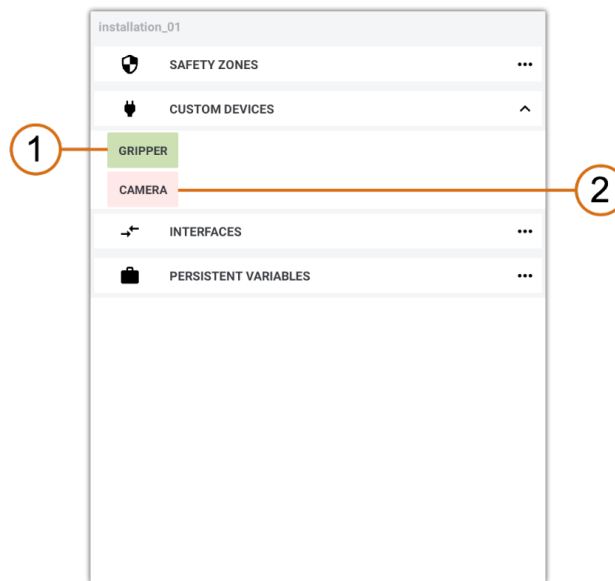 installation_01
SAFETY ZONES
CUSTOM DEVICES
1
GRIPPER
CAMERA
2
INTERFACES
PERSISTENT VARIABLES